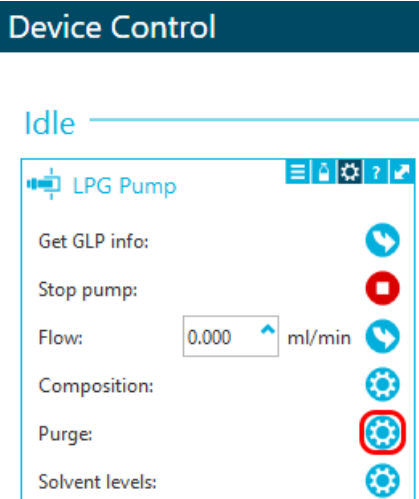 Device Control
Idle
LPG Pump ?
Get GLP info:
Stop pump:
Flow: 0.000 ml/min
Composition:
Purge:
Solvent levels: